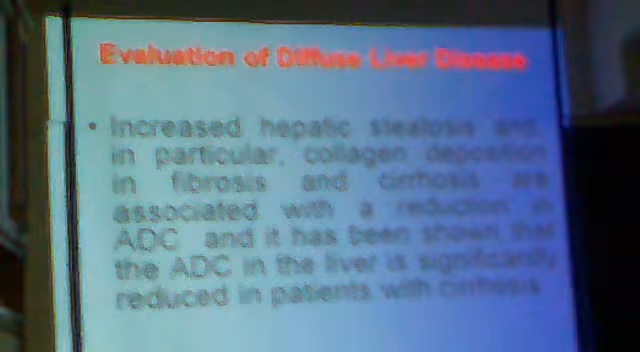 Evaluation of Diffuse Liver Disease
• Increased hepatic steatosis and,
in particular, collagen deposition
in fibrosis and cirrhosis are
associated with a reduction in
ADC and it has been shown that
the ADC in the liver is significantly
reduced in patients with cirrhosis